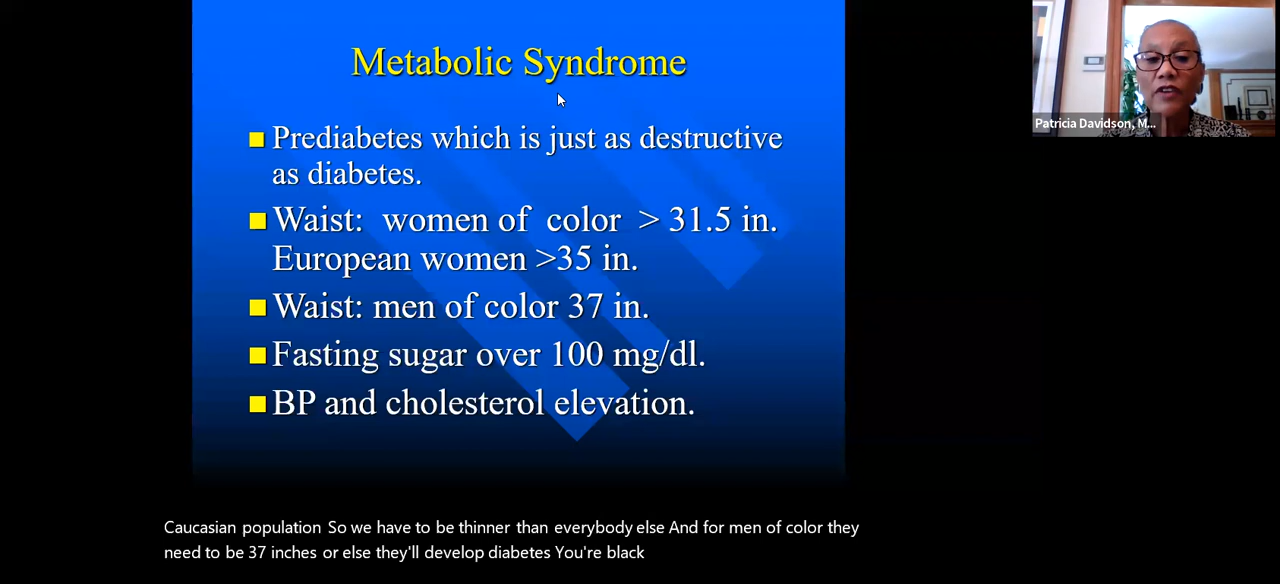 Metabolic Syndrome
Prediabetes which is just as destructive
as diabetes.
Waist: women of color > 31.5 in.
European women >35 in.
Waist: men of color 37 in.
Fasting sugar over 100 mg/dl.
BP and cholesterol elevation.
Patricia Davidson, M...
Caucasian population So we have to be thinner than everybody else And for men of color they
need to be 37 inches or else they'll develop diabetes You're black